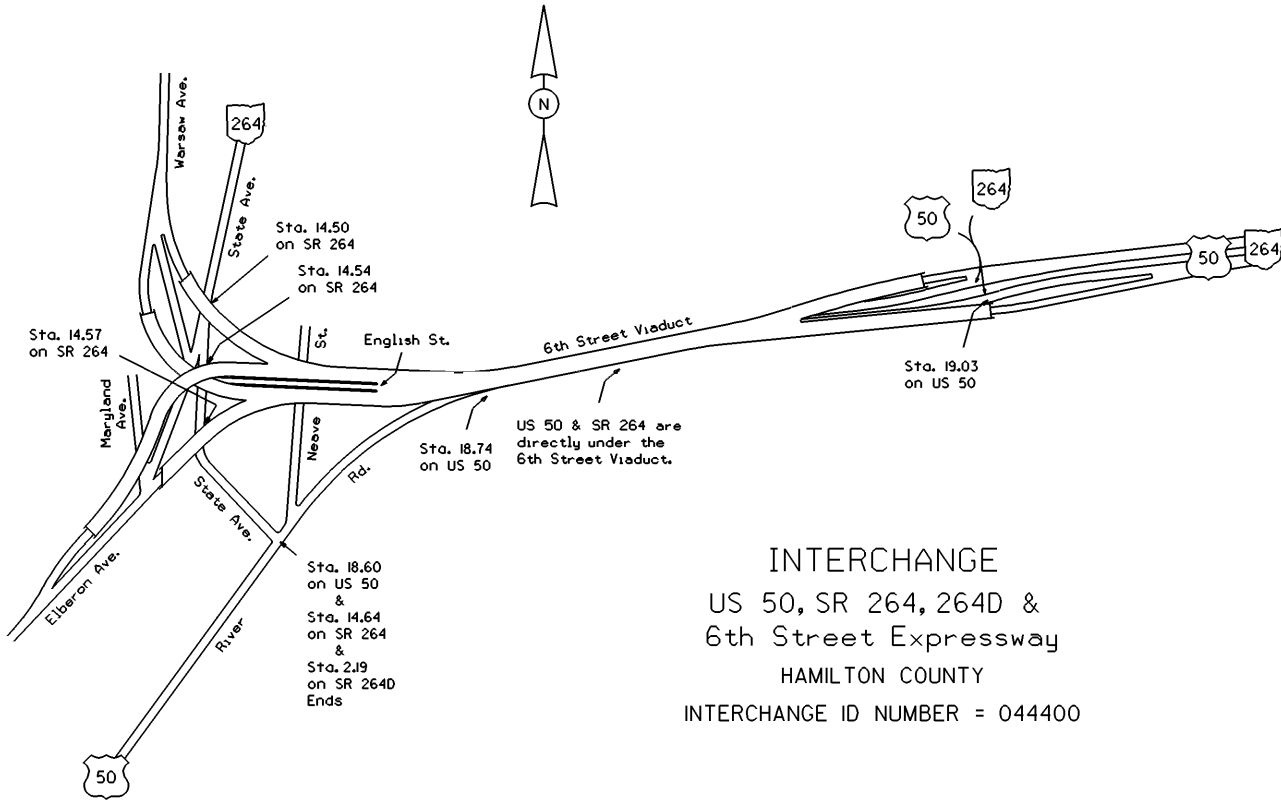 Warsaw Ave.
264
State Ave.
Sta. 14.50
on SR 264
Sta. 14.54
on SR 264
Sta. 14.57
on SR 264
Maryland
Ave.
N
264
50
50
264
St.
English St.
6th Street Viaduct
Sta. 19.03
on US 50
Neave
Rd.
Sta. 18.74
on US 50
US 50 & SR 264 are
directly under the
6th Street Viaduct.
State Ave.
Elberon Ave.
River
Sta. 18.60
on US 50
&
Sta. 14.64
on SR 264
&
Sta. 2.19
on SR 264D
Ends
50
INTERCHANGE
US 50, SR 264, 264D &
6th Street Expressway
HAMILTON COUNTY
INTERCHANGE ID NUMBER = 044400